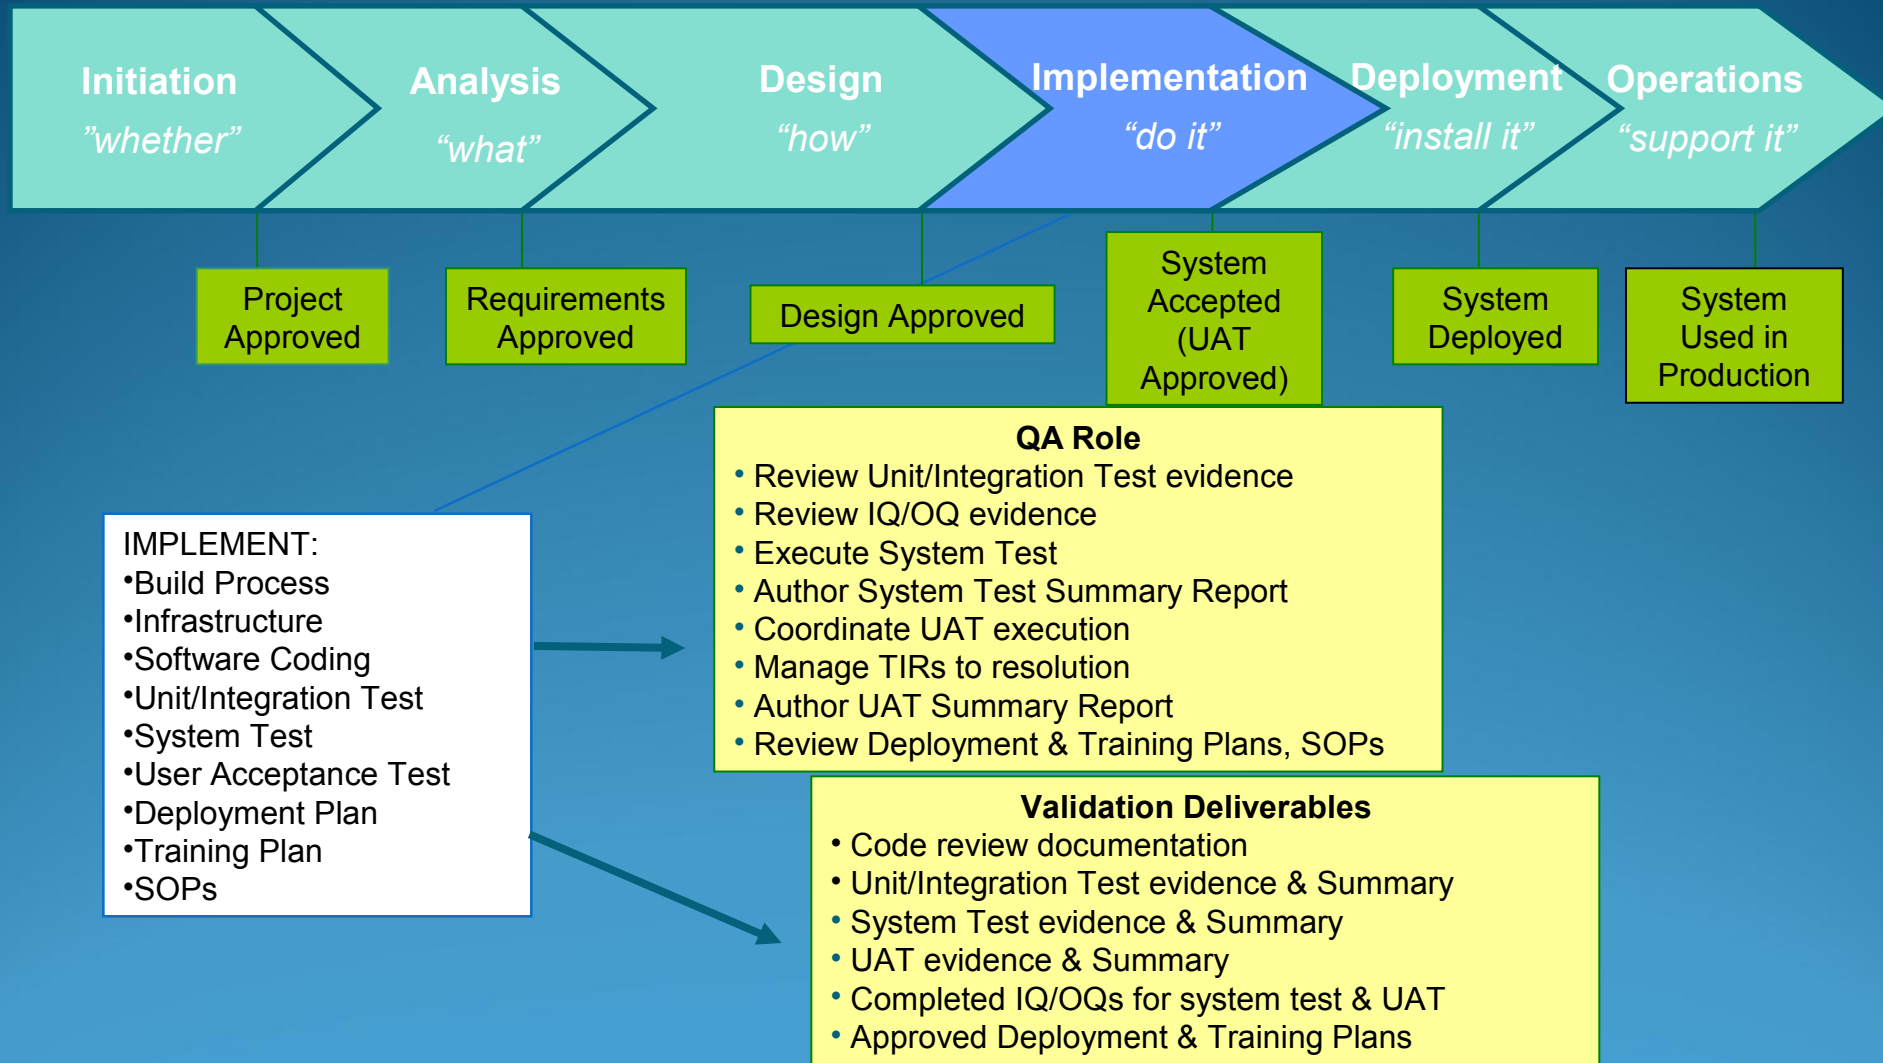 Initiation
”whether”
Analysis
“what”
Design
“how”
Implementation
“do it”
Deployment
“install it”
Operations
“support it”
Project
Approved
Requirements
Approved
Design Approved
System
Accepted
(UAT
Approved)
System
Deployed
System
Used in
Production
IMPLEMENT:
•Build Process
•Infrastructure
•Software Coding
•Unit/Integration Test
•System Test
•User Acceptance Test
•Deployment Plan
•Training Plan
•SOPs
QA Role
• Review Unit/Integration Test evidence
• Review IQ/OQ evidence
• Execute System Test
• Author System Test Summary Report
• Coordinate UAT execution
• Manage TIRs to resolution
• Author UAT Summary Report
• Review Deployment & Training Plans, SOPs
Validation Deliverables
• Code review documentation
• Unit/Integration Test evidence & Summary
• System Test evidence & Summary
• UAT evidence & Summary
• Completed IQ/OQs for system test & UAT
• Approved Deployment & Training Plans